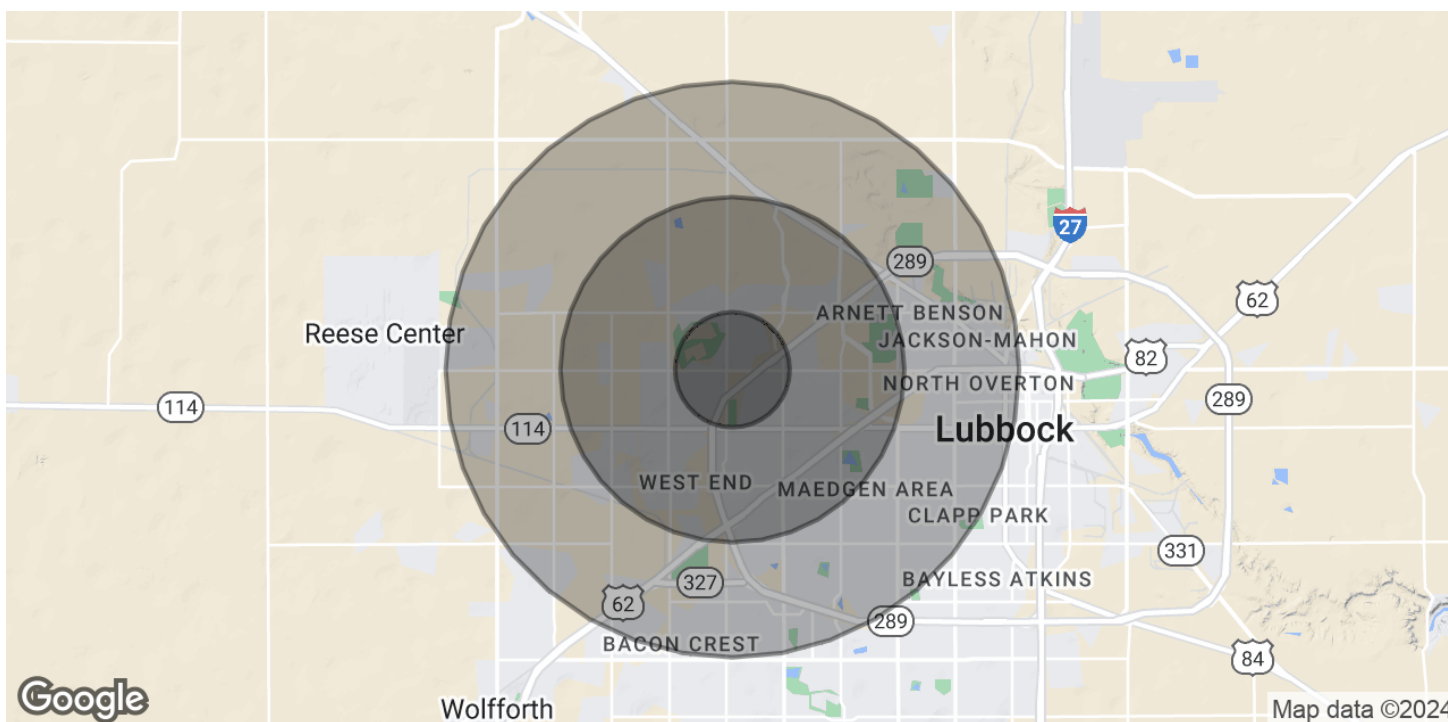 27
289
62
ARNETT BENSON
Reese Center
JACKSON-MAHON
82
NORTH OVERTON
289
114
114
Lubbock
WEST END
MAEDGEN AREA
CLAPP PARK
331
BAYLESS ATKINS
327
62
289
BACON CREST
84
Google
Wolfforth
Map data ©2024